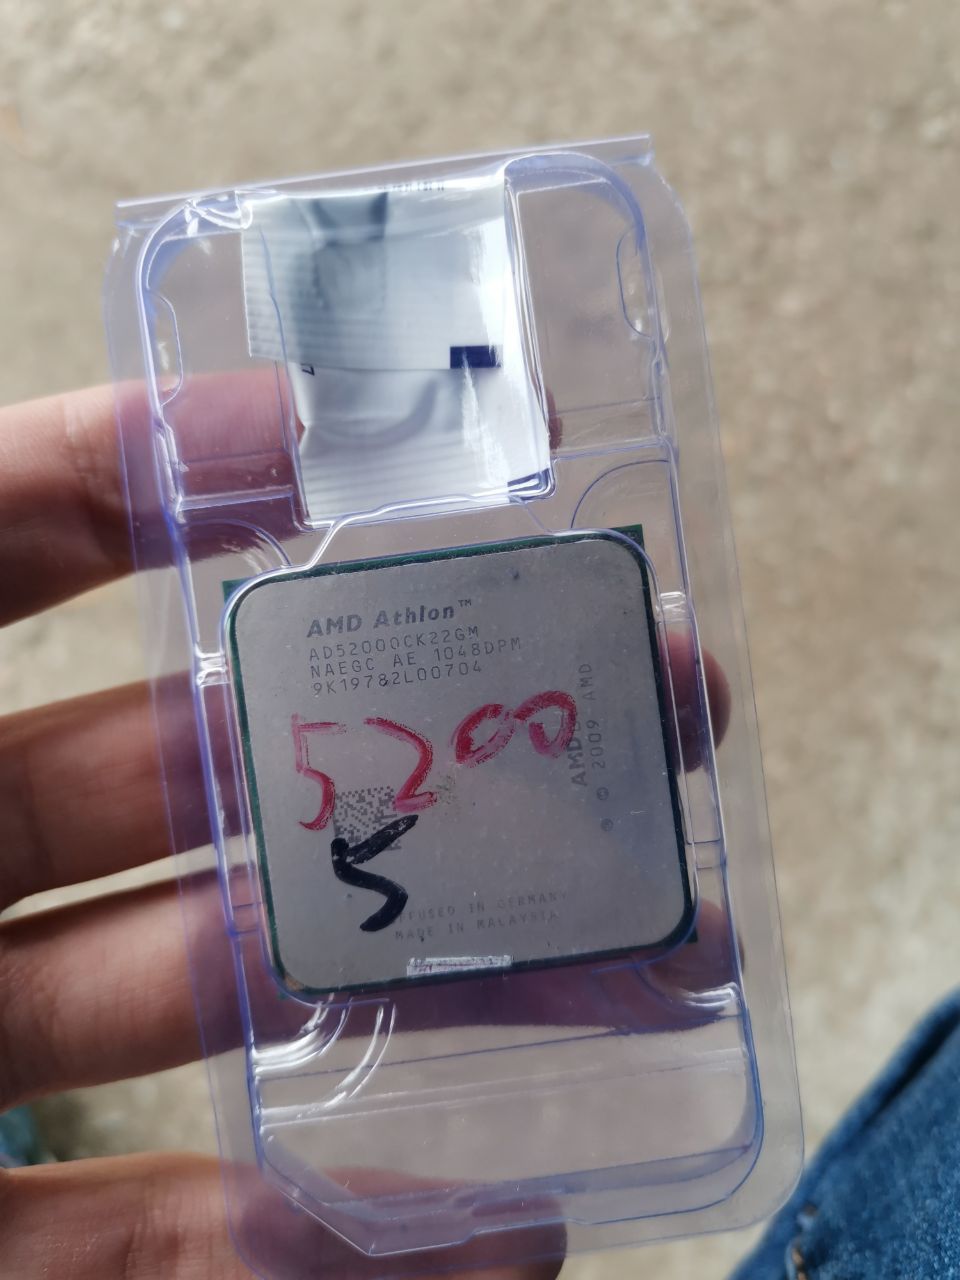 AMD Athlon™
AD5200OCK22GM
NAEGC AE 1048DPM
9K19782L00704
5200
5
© 2009 AMD
AMD
DIFFUSED IN GERMANY
MADE IN MALAYSIA